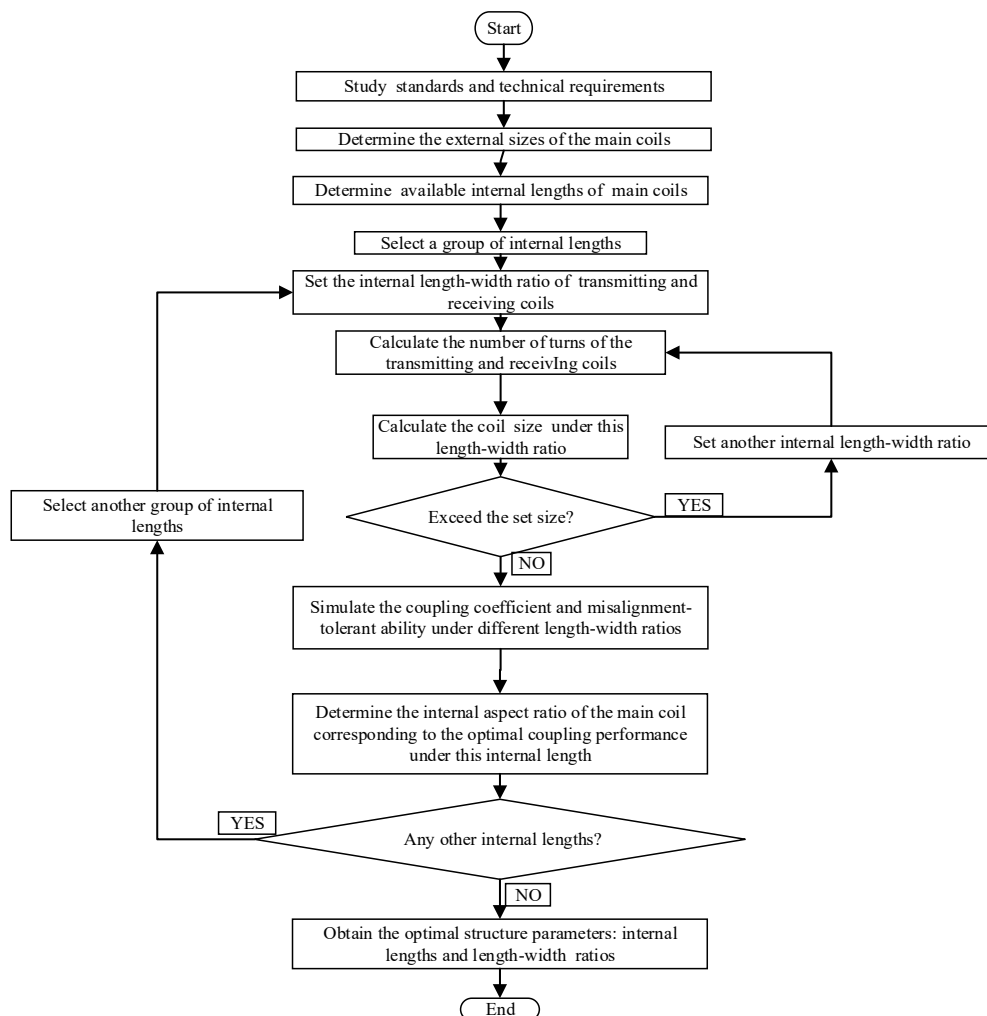 Start
Study standards and technical requirements
Determine the external sizes of the main coils
Determine available internal lengths of main coils
Select a group of internal lengths
Set the internal length-width ratio of transmitting and
receiving coils
Calculate the number of turns of the
transmitting and receivIng coils
Calculate the coil size under this
length-width ratio
Set another internal length-width ratio
Select another group of internal
lengths
Exceed the set size?
YES
NO
Simulate the coupling coefficient and misalignment-
tolerant ability under different length-width ratios
Determine the internal aspect ratio of the main coil
corresponding to the optimal coupling performance
under this internal length
YES
Any other internal lengths?
NO
Obtain the optimal structure parameters: internal
lengths and length-width ratios
End